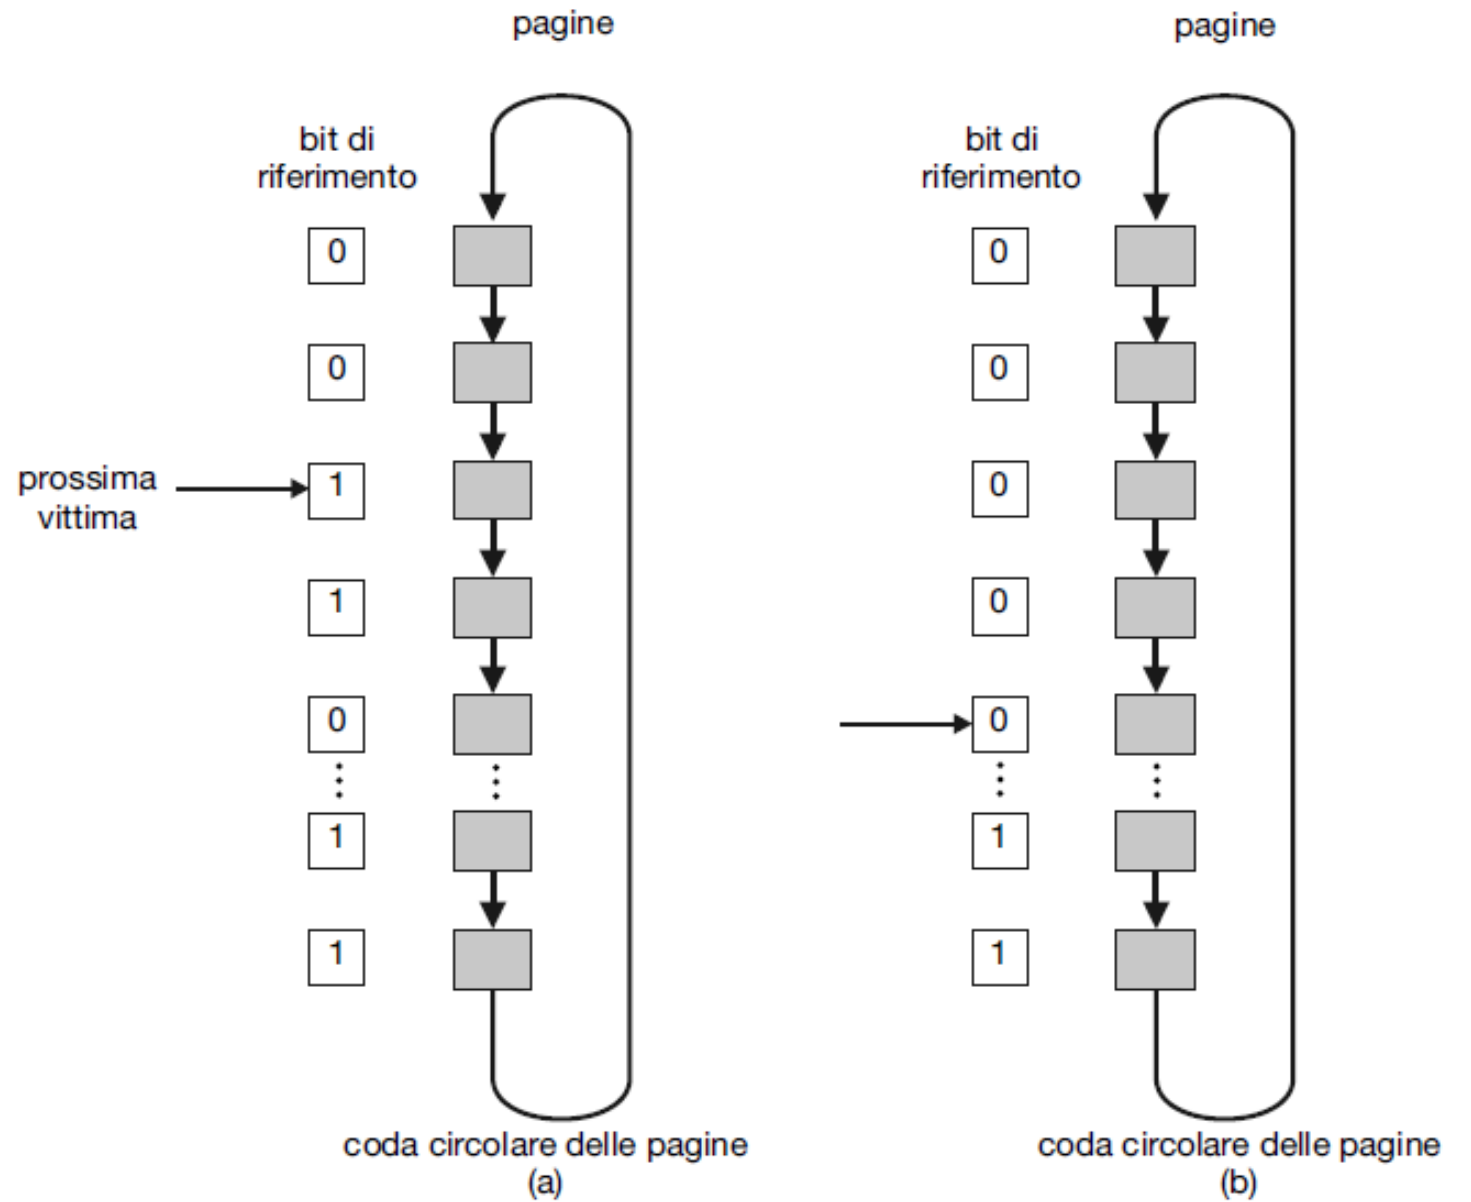 pagine
bit di
riferimento
0
0
prossima
vittima
1
1
0
1
1
coda circolare delle pagine
(a)
pagine
bit di
riferimento
0
0
0
0
0
1
1
coda circolare delle pagine
(b)